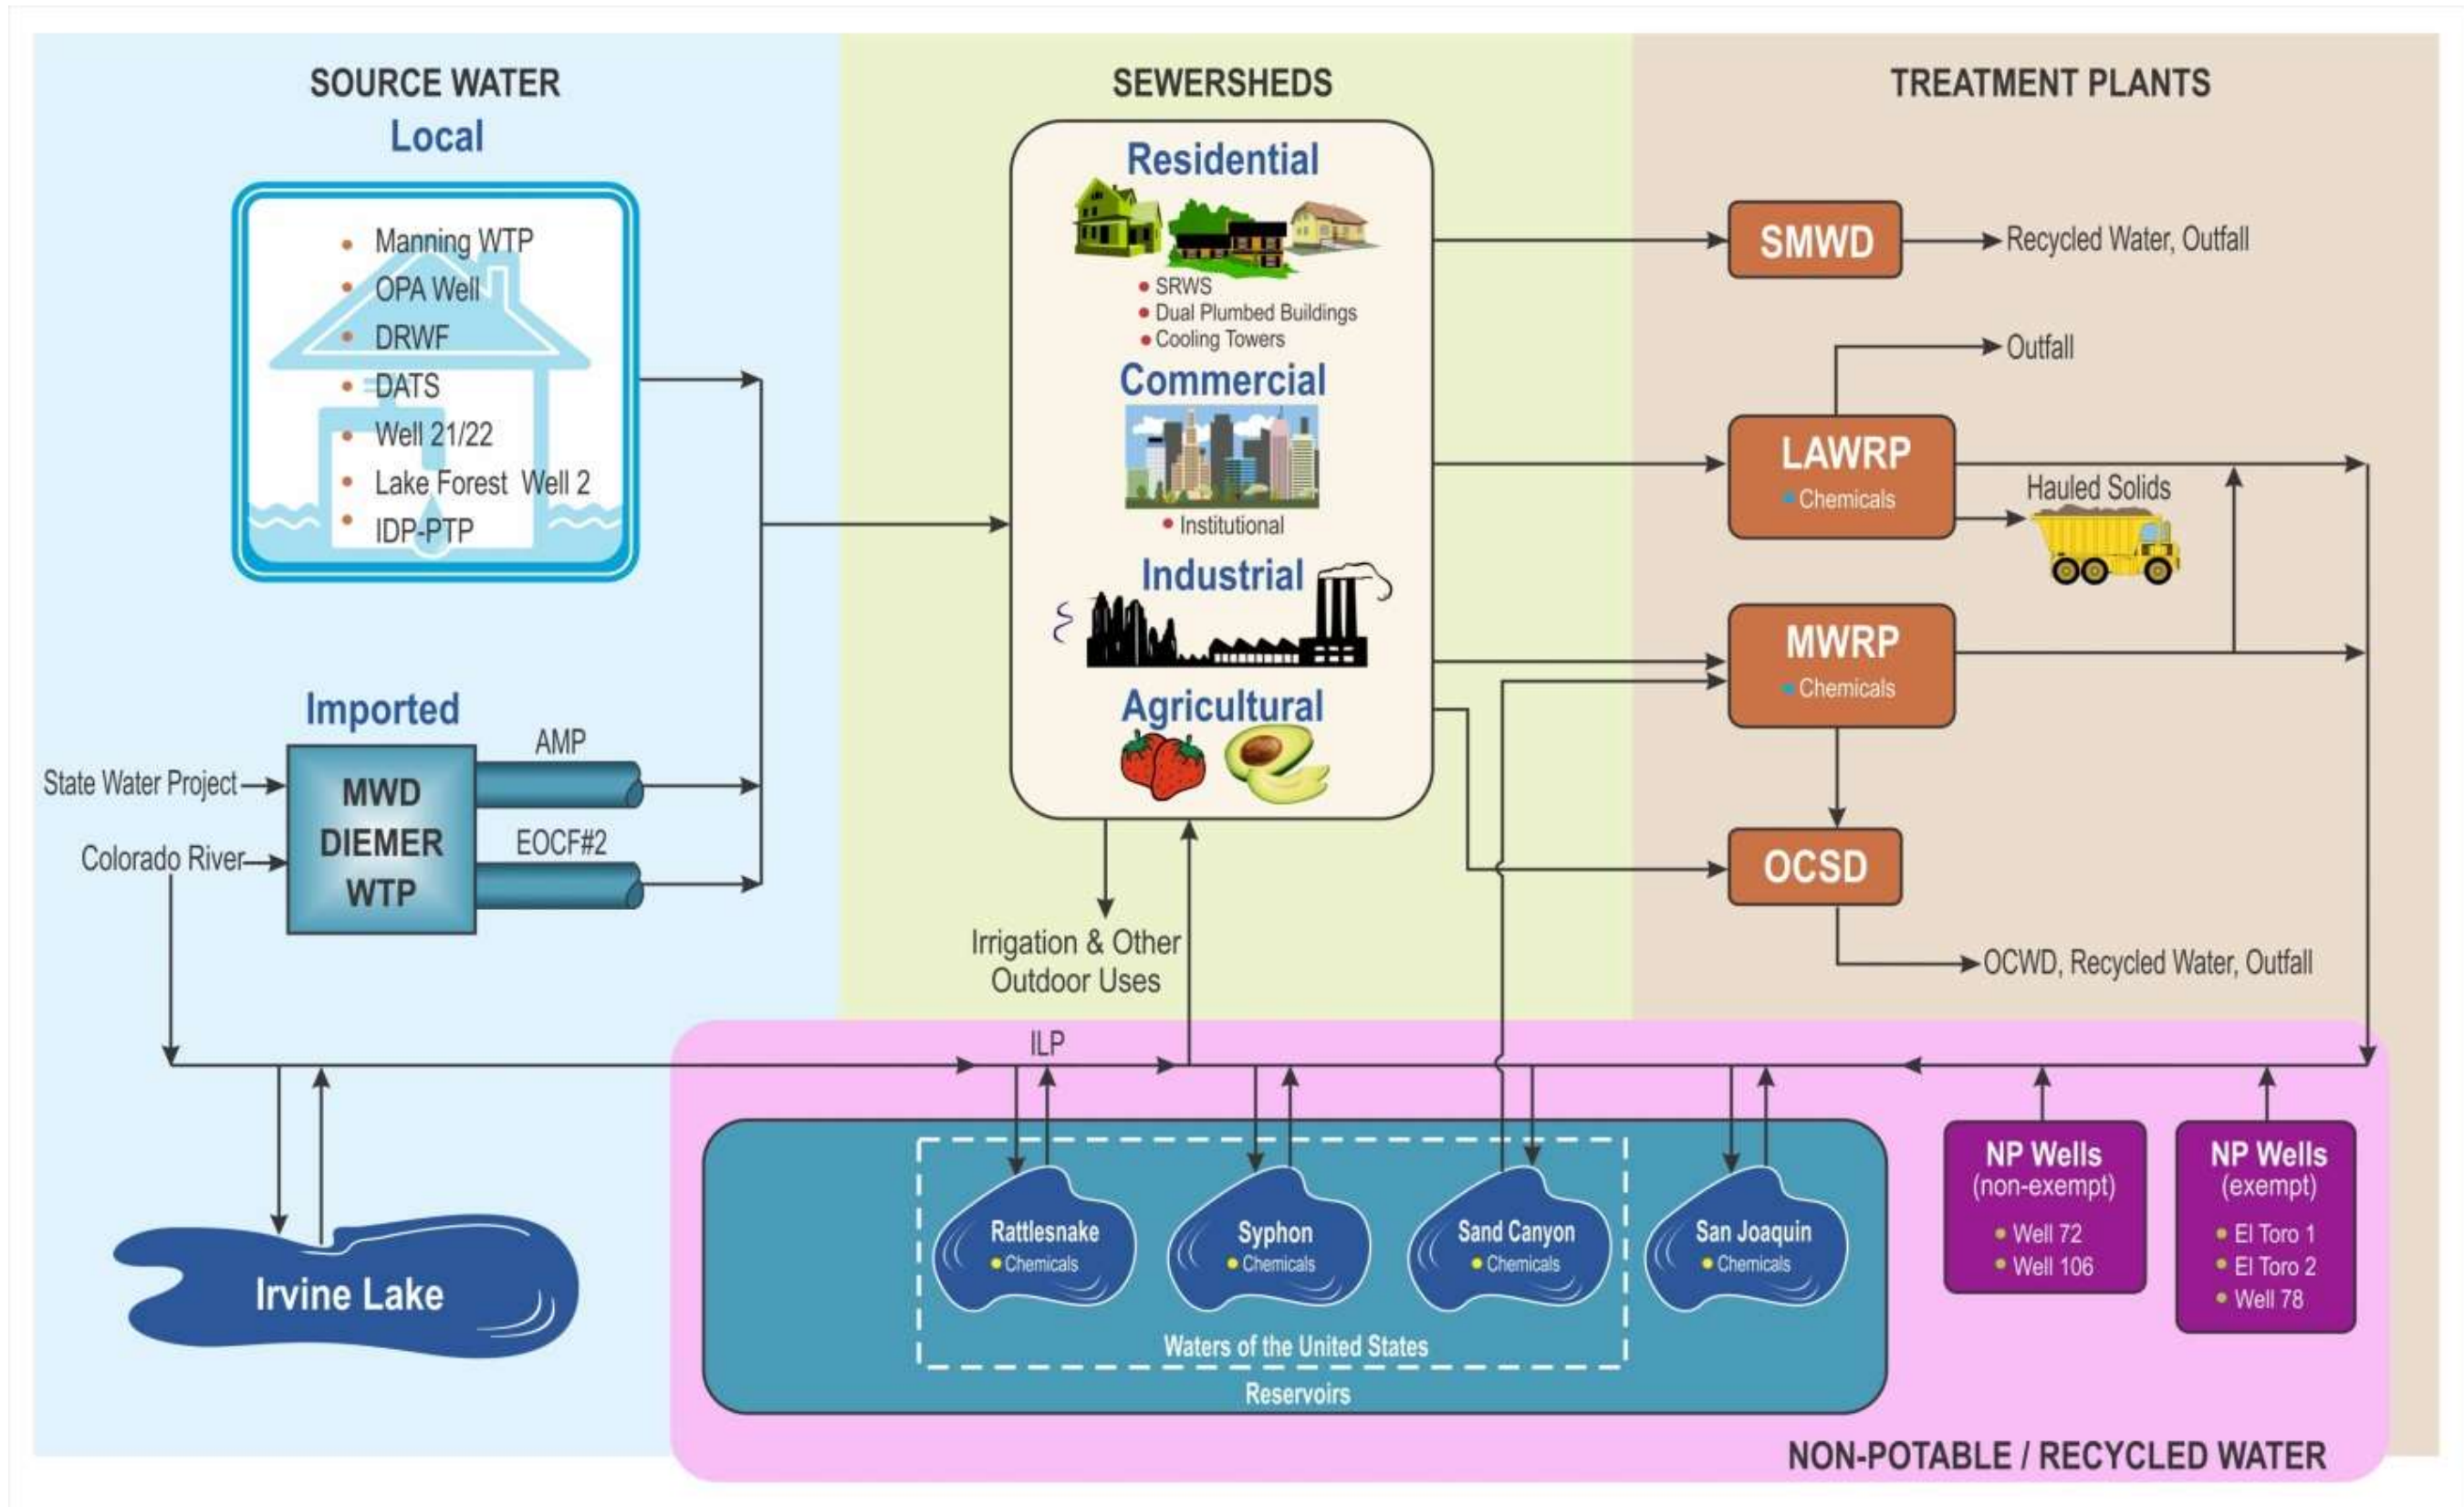 SOURCE WATER
Local
Manning WTP
OPA Well
DRWF
DATS
Well 21/22
Lake Forest Well 2
IDP-PTP
Imported
State Water Project
Colorado River
MWD
DIEMER
WTP
AMP
EOCF#2
Irvine Lake
SEWERSHEDS
Residential
SRWS
Dual Plumbed Buildings
Cooling Towers
Commercial
Institutional
Industrial
Agricultural
Irrigation & Other
Outdoor Uses
TREATMENT PLANTS
SMWD
Recycled Water, Outfall
Outfall
LAWRP
Chemicals
Hauled Solids
MWRP
Chemicals
OCSD
OCWD, Recycled Water, Outfall
ILP
Rattlesnake
Chemicals
Syphon
Chemicals
Sand Canyon
Chemicals
San Joaquin
Chemicals
Waters of the United States
Reservoirs
NP Wells
(non-exempt)
Well 72
Well 106
NP Wells
(exempt)
El Toro 1
El Toro 2
Well 78
NON-POTABLE / RECYCLED WATER